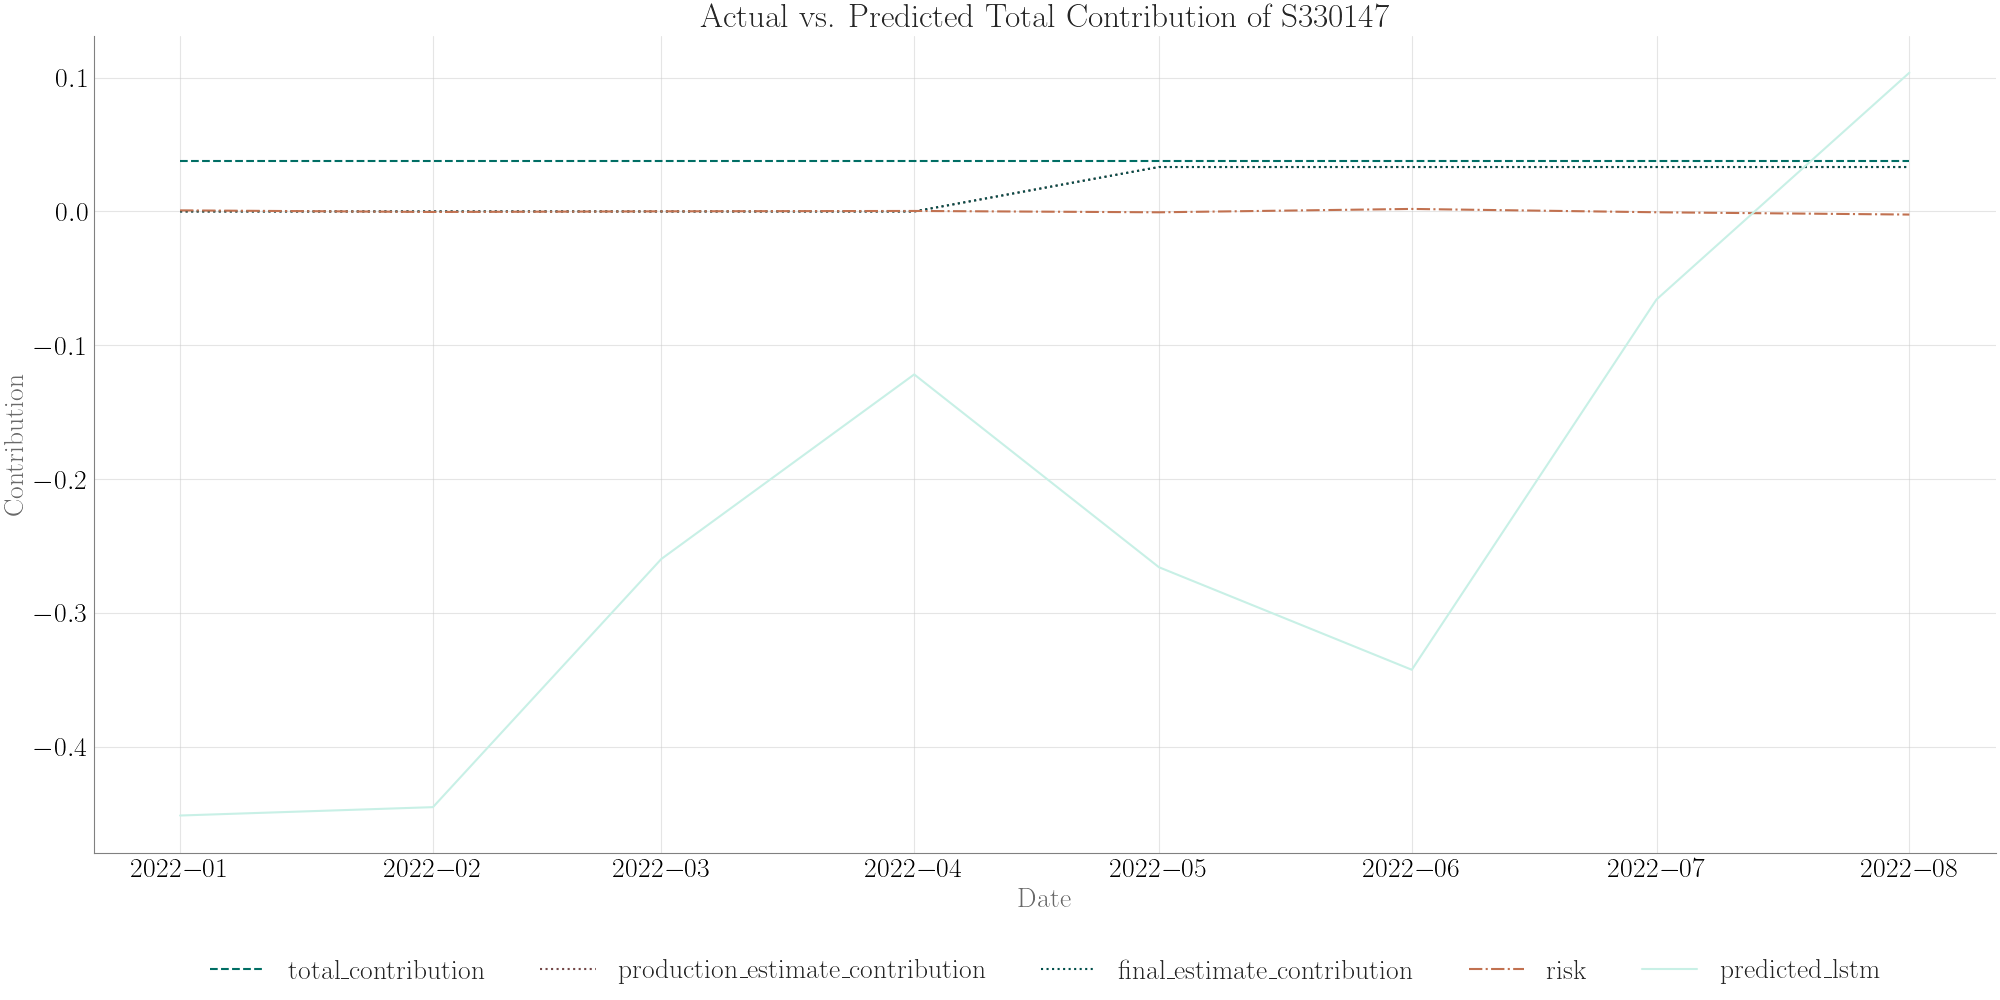 Actual vs. Predicted Total Contribution of S330147
Contribution
0.1
0.0
−0.1
−0.2
−0.3
−0.4
2022−01 2022−02 2022−03 2022−04 2022−05 2022−06 2022−07 2022−08
Date
total_contribution production_estimate_contribution final_estimate_contribution risk predicted_lstm